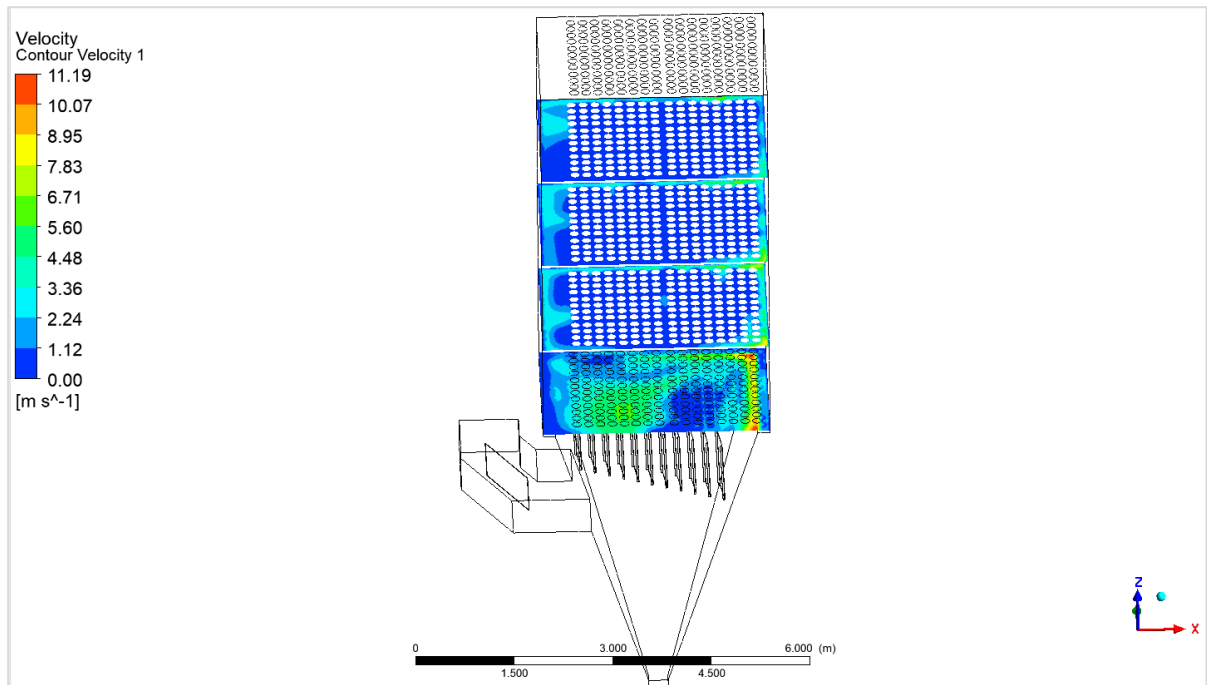 Velocity
Contour Velocity 1
11.19
10.07
8.95
7.83
6.71
5.60
4.48
3.36
2.24
1.12
0.00
[m s^-1]
0 3.000 6.000 (m)
1.500 4.500
Z
X